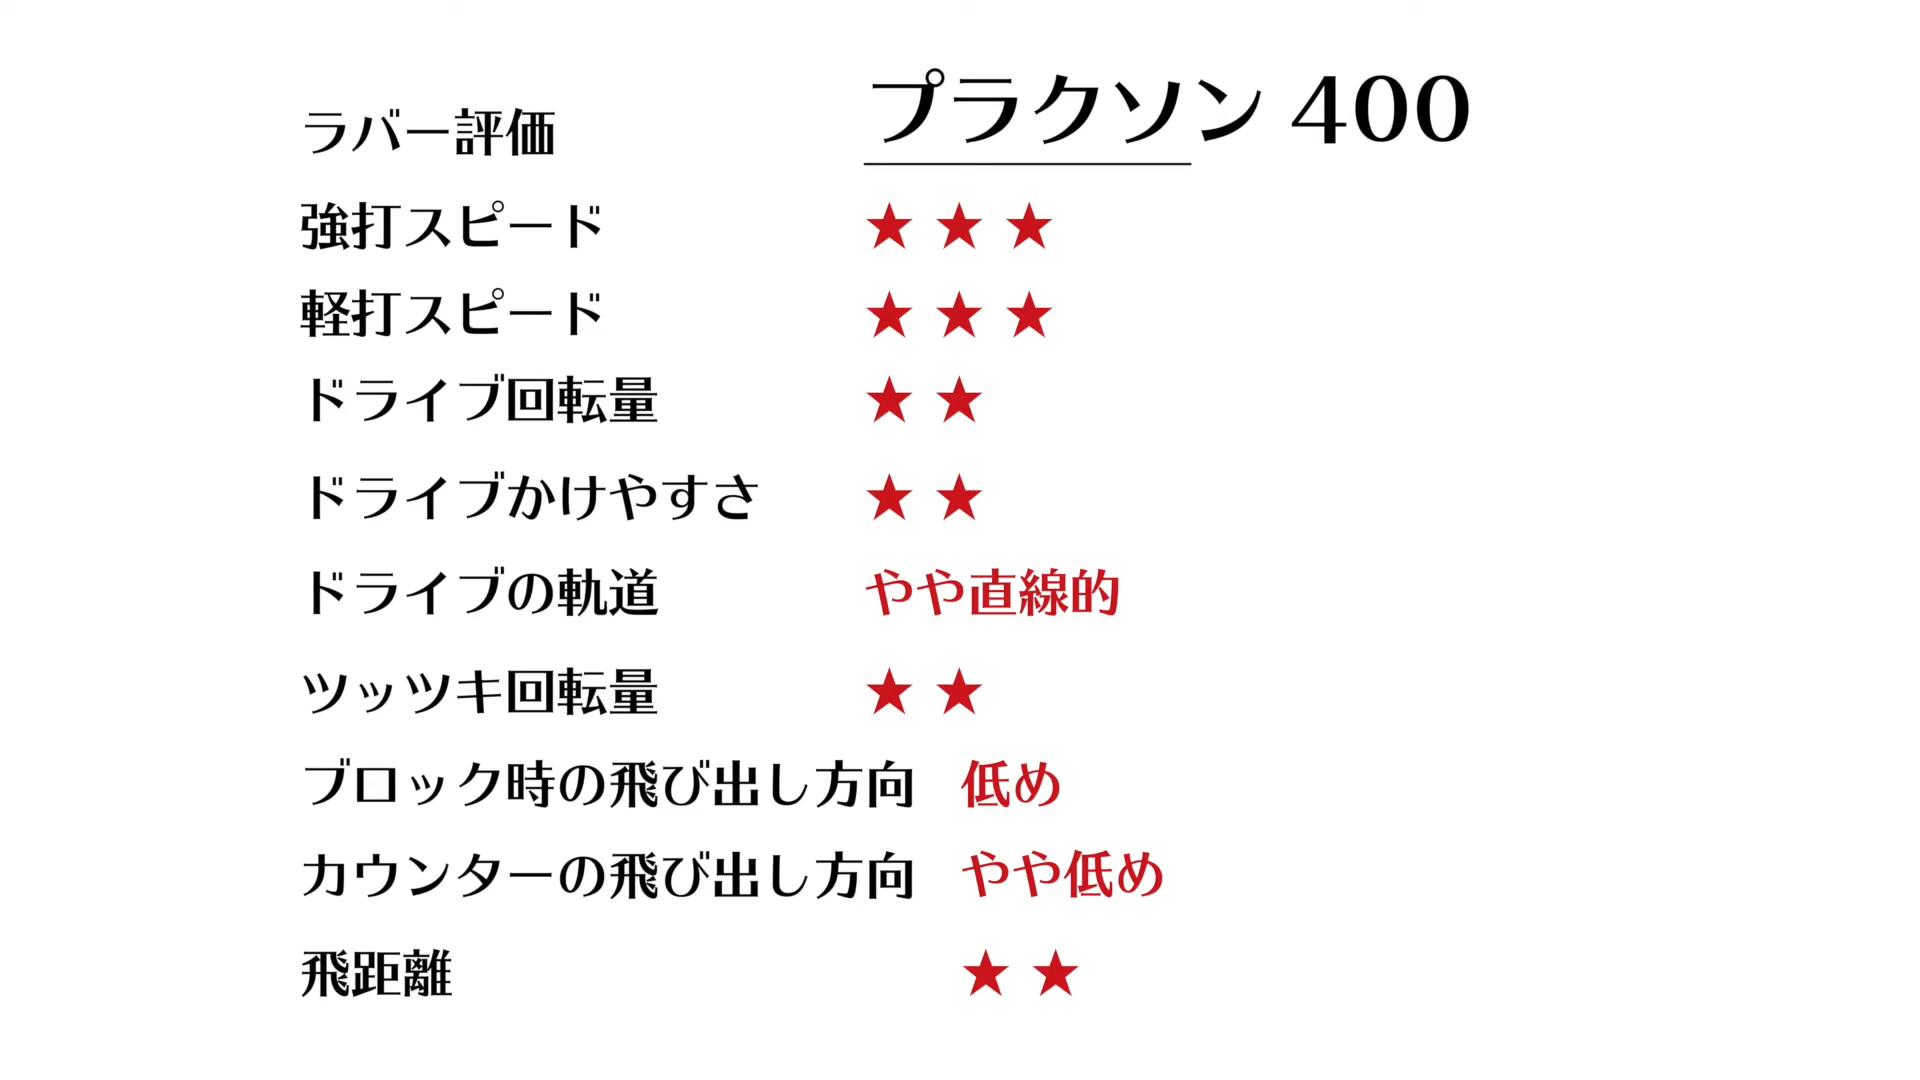 ラバー評価 プラクソン 400
強打スピード ★ ★ ★
軽打スピード ★ ★ ★
ドライブ回転量 ★ ★
ドライブかけやすさ ★ ★
ドライブの軌道 やや直線的
ツッツキ回転量 ★ ★
ブロック時の飛び出し方向 低め
カウンターの飛び出し方向 やや低め
飛距離 ★ ★